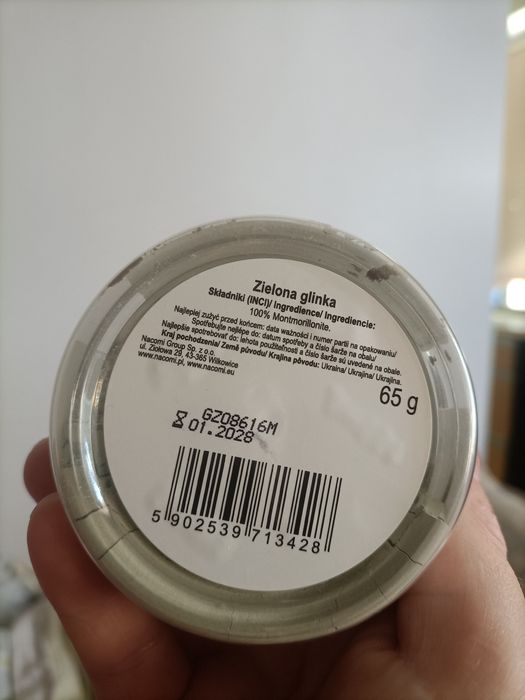 Zielona glinka
Składniki (INCI)/ Ingredience/ Ingrediencie:
100% Montmorillonite.
Najlepiej zużyć przed końcem: data ważności i numer partii na opakowaniu/
Spotřebujte nejlépe do: datum spotřeby a číslo šarže na obalu/
Najlepšie spotrebovať do: lehota použiteľnosti a číslo šarže sú uvedené na obale.
Kraj pochodzenia/ Země původu/ Krajina pôvodu: Ukraina/ Ukrajina/ Ukrajina.
Nacomi Group Sp. z o.o.
ul. Ziołowa 29, 43-365 Wilkowice
www.nacomi.pl, www.nacomi.eu
65 g
GZ08616M
01.2028
5 902539 713428